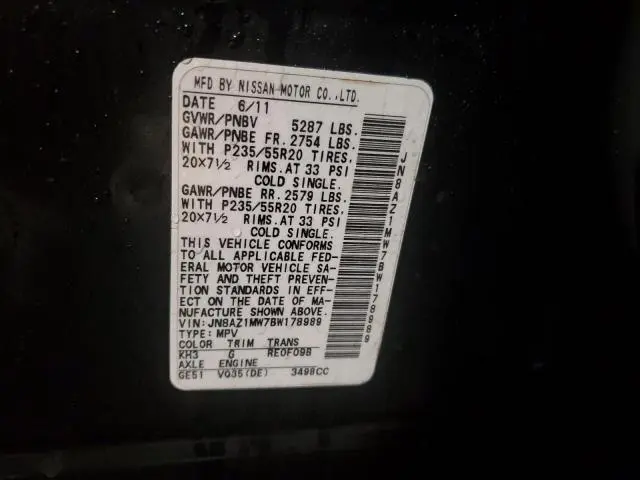 MFD BY NISSAN MOTOR CO.,LTD.
DATE 6/11
GVWR/PNBV 5287 LBS.
GAWR/PNBE FR. 2754 LBS.
WITH P235/55R20 TIRES,
20X7½ RIMS.AT 33 PSI
COLD SINGLE.
GAWR/PNBE RR. 2579 LBS.
WITH P235/55R20 TIRES,
20X7½ RIMS.AT 33 PSI
COLD SINGLE.
THIS VEHICLE CONFORMS
TO ALL APPLICABLE FED-
ERAL MOTOR VEHICLE SA-
FETY AND THEFT PREVEN-
TION STANDARDS IN EFF-
ECT ON THE DATE OF MA-
NUFACTURE SHOWN ABOVE.
VIN:JN8AZ1MW7BW178989
TYPE:MPV
COLOR TRIM TRANS
KH3 G RE0F09B
AXLE ENGINE
GE51 VQ35(DE) 3498CC
JN8AZ1MW7BW178989